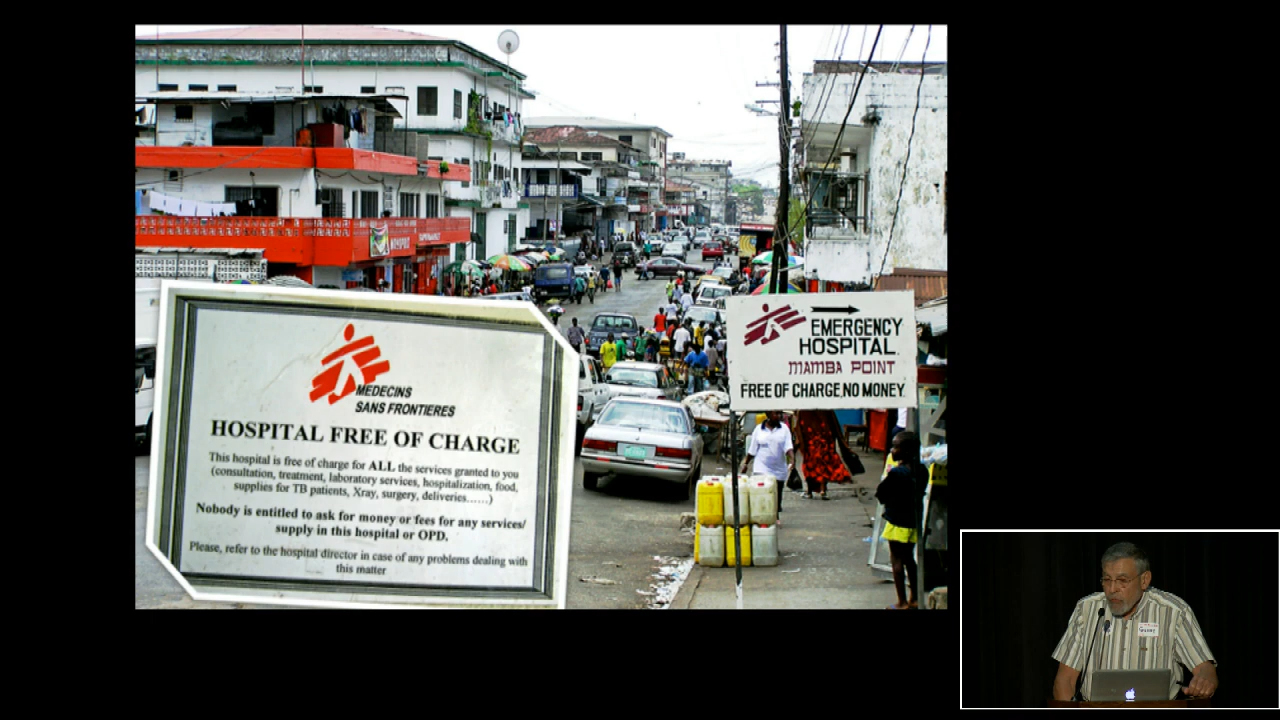 MEDECINS
SANS FRONTIERES
HOSPITAL FREE OF CHARGE
This hospital is free of charge for ALL the services granted to you
(consultation, treatment, laboratory services, hospitalization, food,
supplies for TB patients, Xray, surgery, deliveries......)
Nobody is entitled to ask for money or fees for any services/
supply in this hospital or OPD.
Please, refer to the hospital director in case of any problems dealing with
this matter
EMERGENCY
HOSPITAL
MAMBA POINT
FREE OF CHARGE, NO MONEY.